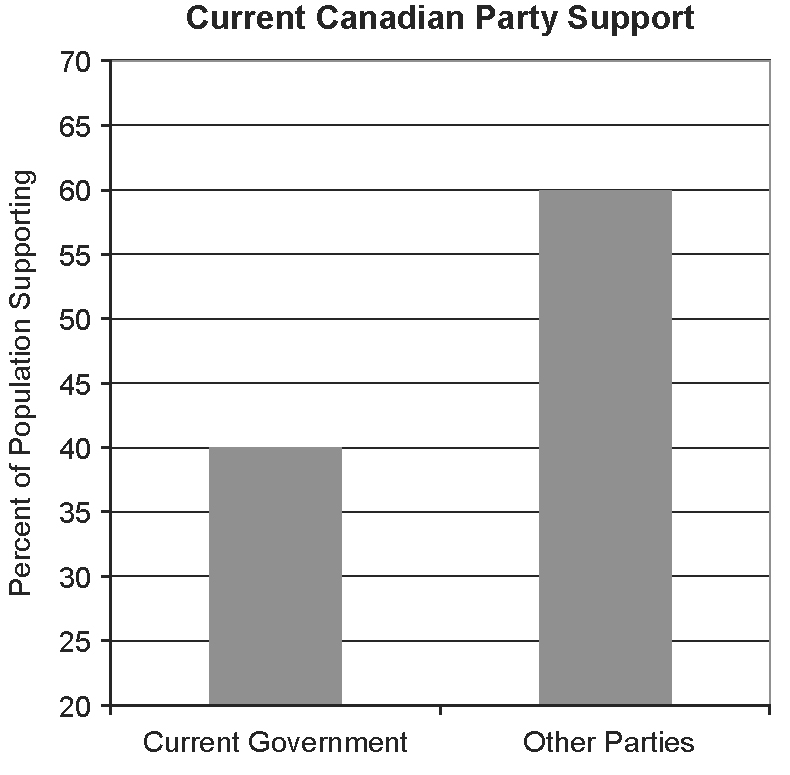 Current Canadian Party Support
Percent of Population Supporting
70
65
60
55
50
45
40
35
30
25
20
Current Government
Other Parties